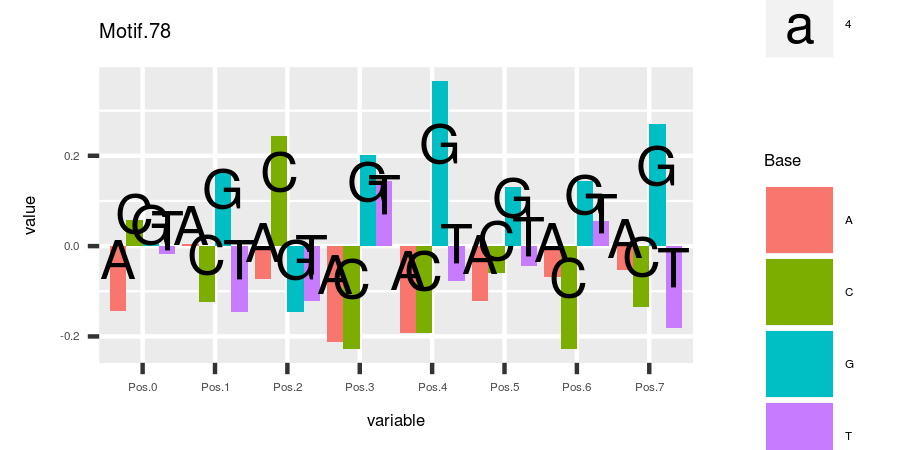 Motif.78
a 4
value
0.2
0.0
-0.2
A C G T A C G T A C G T A C G T A C G T A C G T A C G T A C G T
Pos.0 Pos.1 Pos.2 Pos.3 Pos.4 Pos.5 Pos.6 Pos.7
variable
Base
A
C
G
T